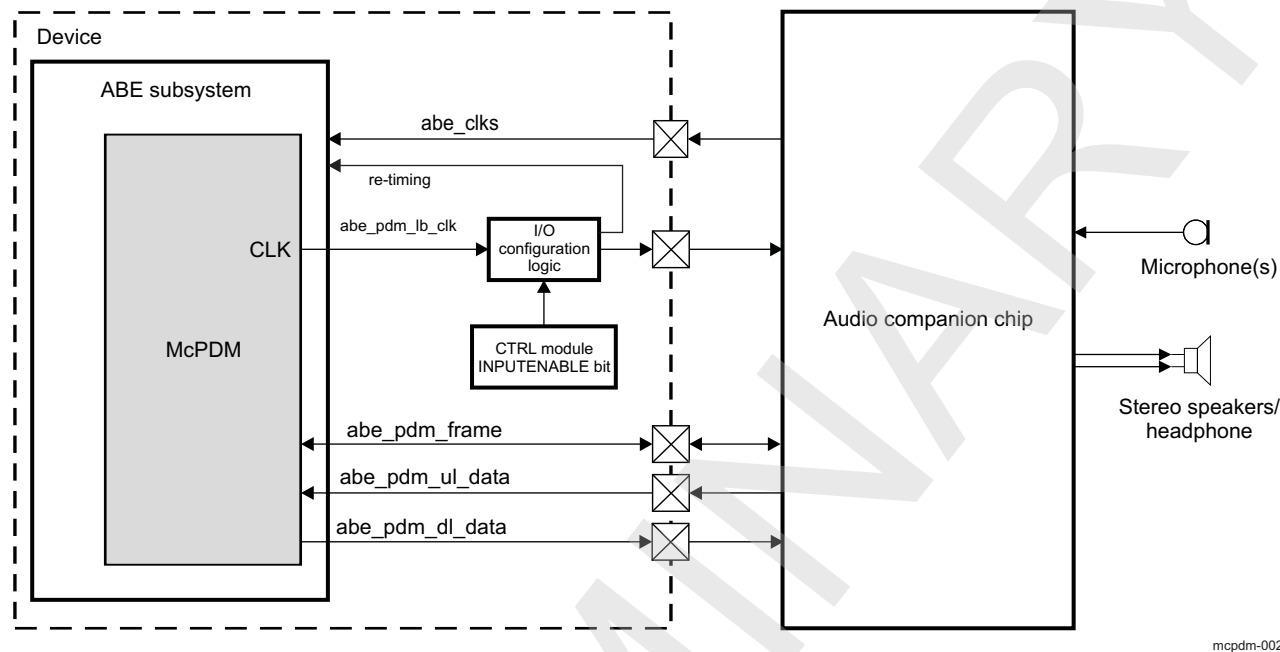 Device
ABE subsystem
abe_clks
re-timing
abe_pdm_lb_clk
CLK
I/O
configuration
logic
McPDM
CTRL module
INPUTENABLE bit
abe_pdm_frame
abe_pdm_ul_data
abe_pdm_dl_data
Audio companion chip
Microphone(s)
Stereo speakers/
headphone
mcpdm-002
MINARY